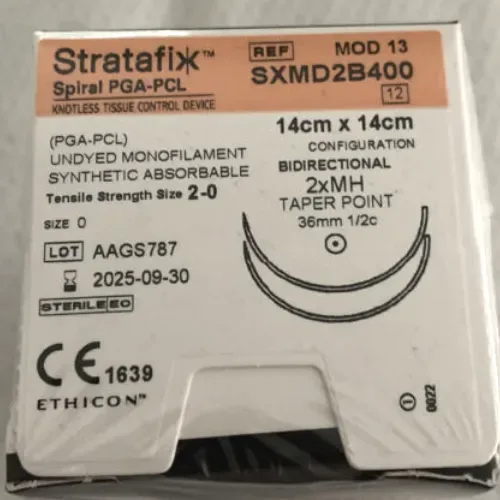 Stratafix™
Spiral PGA-PCL
KNOTLESS TISSUE CONTROL DEVICE
REF
MOD 13
SXMD2B400
12
(PGA-PCL)
UNDYED MONOFILAMENT
SYNTHETIC ABSORBABLE
Tensile Strength Size 2-0
SIZE 0
LOT AAGS787
2025-09-30
STERILE EO
CE 1639
ETHICON™
14cm x 14cm
CONFIGURATION
BIDIRECTIONAL
2xMH
TAPER POINT
36mm 1/2c
0022